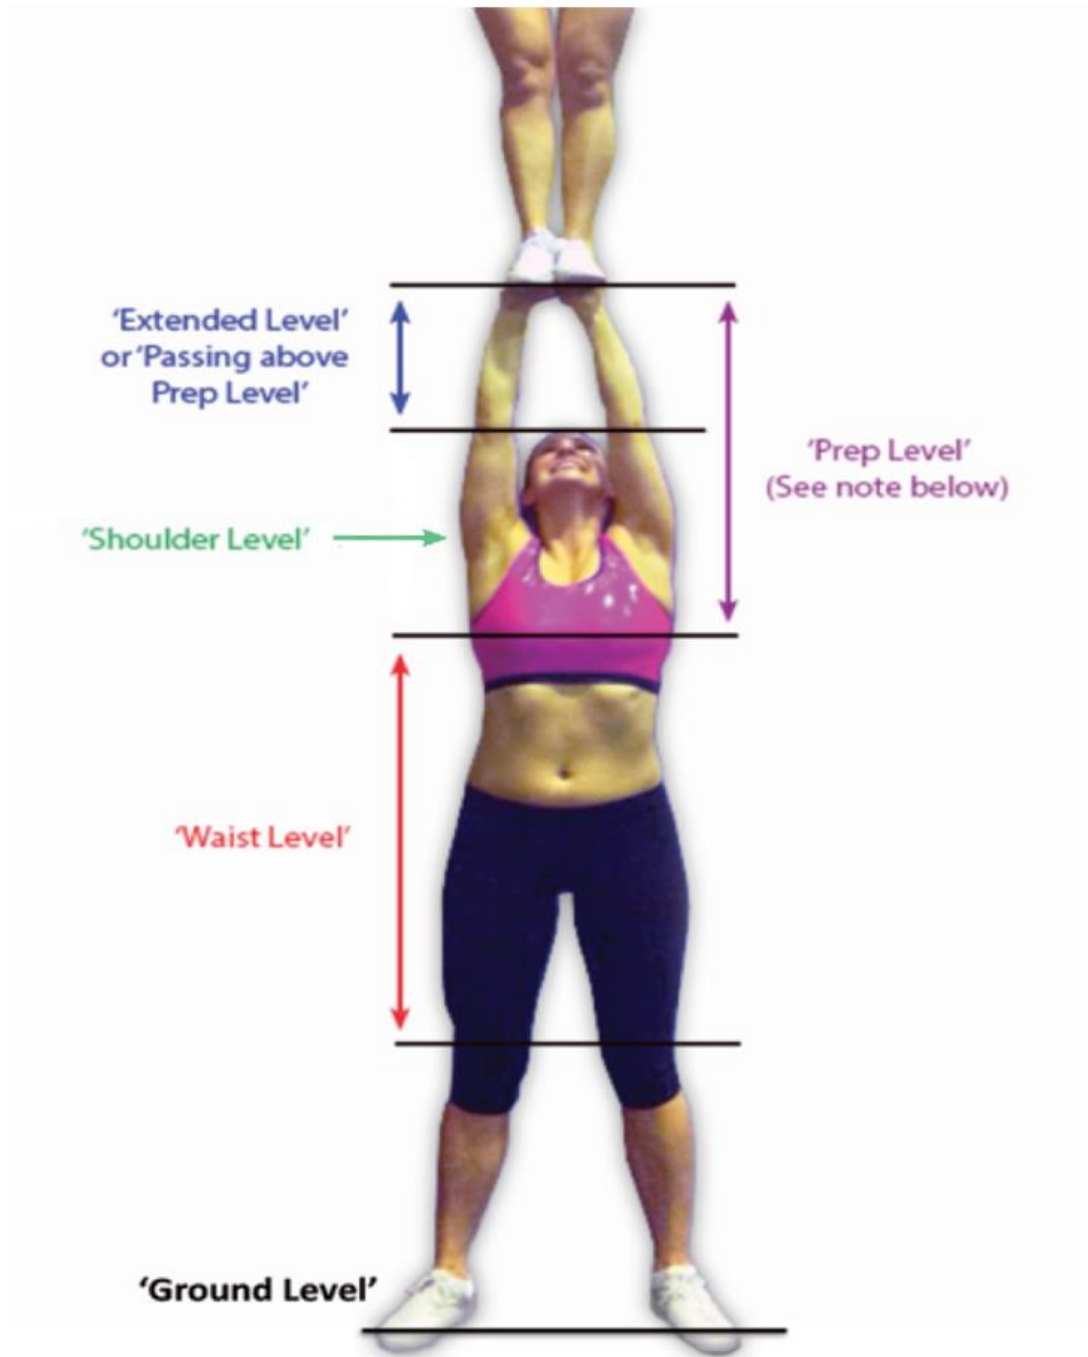 ‘Extended Level’
or ‘Passing above
Prep Level’
‘Prep Level’
(See note below)
‘Shoulder Level’
‘Waist Level’
‘Ground Level’